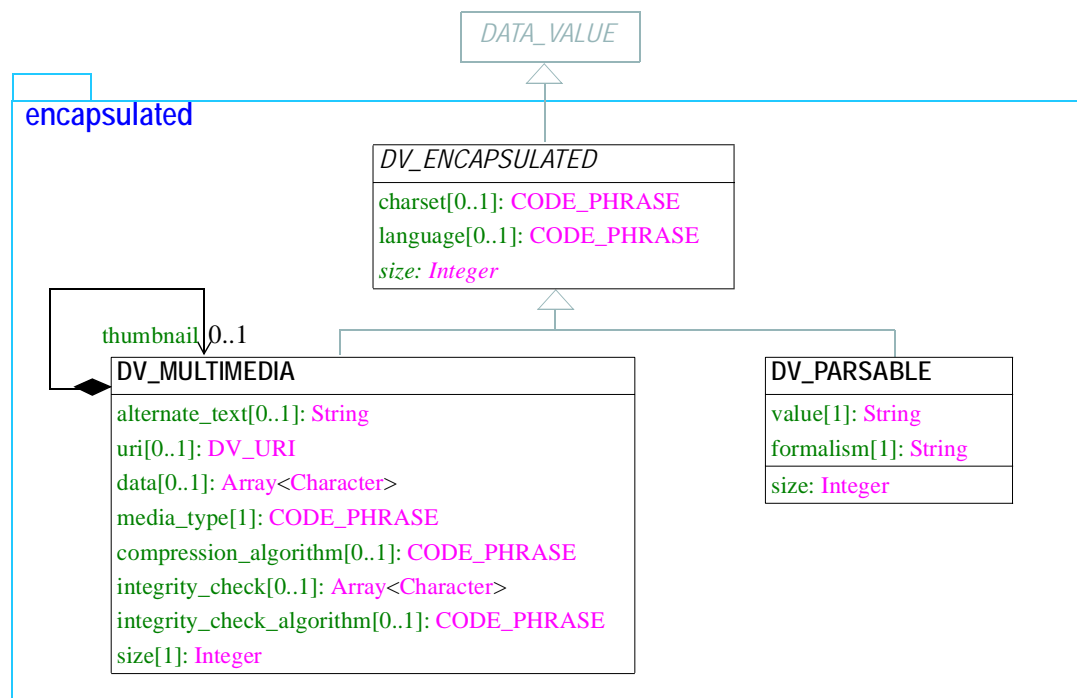 DATA_VALUE
encapsulated
DV_ENCAPSULATED
charset[0..1]: CODE_PHRASE
language[0..1]: CODE_PHRASE
size: Integer
thumbnail 0..1
DV_MULTIMEDIA
alternate_text[0..1]: String
uri[0..1]: DV_URI
data[0..1]: Array<Character>
media_type[1]: CODE_PHRASE
compression_algorithm[0..1]: CODE_PHRASE
integrity_check[0..1]: Array<Character>
integrity_check_algorithm[0..1]: CODE_PHRASE
size[1]: Integer
DV_PARSABLE
value[1]: String
formalism[1]: String
size: Integer